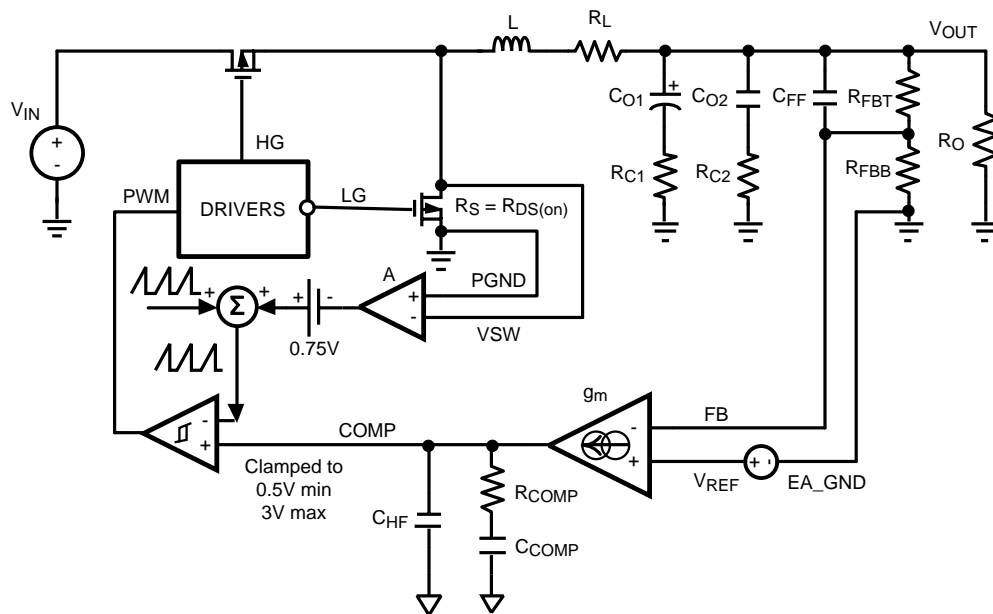 L
R_L
V_OUT
C_O1
+
C_O2
C_FF
R_FBT
V_IN
+
-
HG
R_O
R_C1
R_C2
R_FBB
PWM
DRIVERS
LG
R_S = R_DS(on)
A
PGND
+
-
VSW
+
Σ
+
+
-
0.75V
g_m
FB
-
+
COMP
-
+
V_REF
+
-
EA_GND
Clamped to
0.5V min
3V max
R_COMP
C_HF
C_COMP